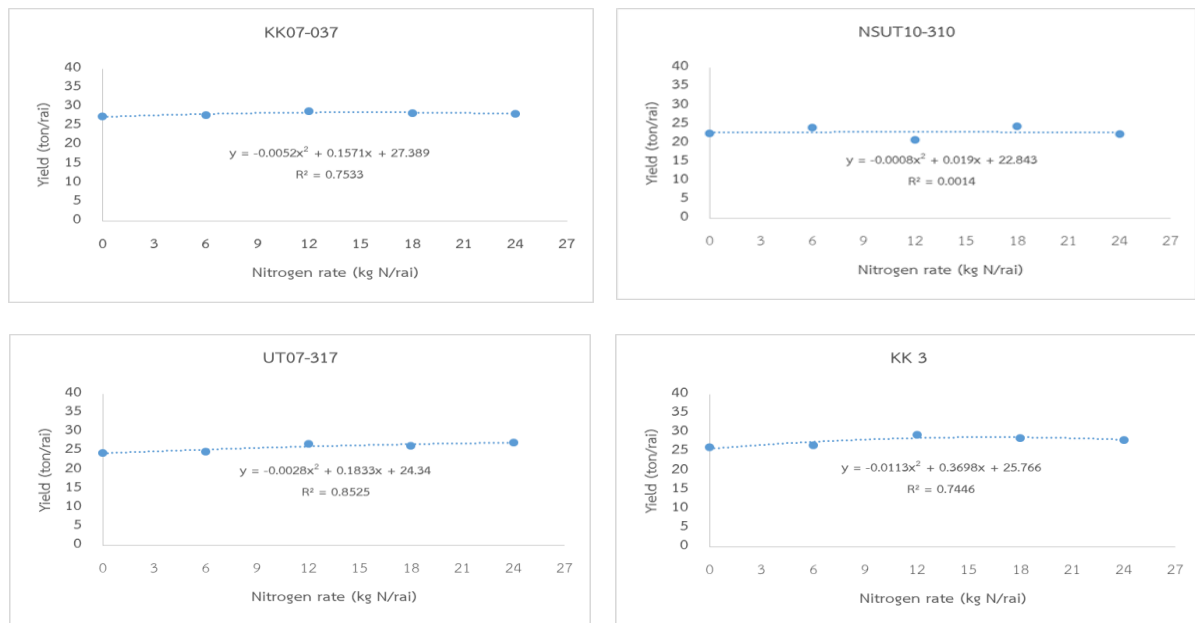 KK07-037
40
35
30
25
20
15
10
5
0
Yield (ton/rai)
y = -0.0052x² + 0.1571x + 27.389
R² = 0.7533
0 3 6 9 12 15 18 21 24 27
Nitrogen rate (kg N/rai)
NSUT10-310
40
35
30
25
20
15
10
5
0
Yield (ton/rai)
y = -0.0008x² + 0.019x + 22.843
R² = 0.0014
0 3 6 9 12 15 18 21 24 27
Nitrogen rate (kg N/rai)
UT07-317
40
35
30
25
20
15
10
5
0
Yield (ton/rai)
y = -0.0028x² + 0.1833x + 24.34
R² = 0.8525
0 3 6 9 12 15 18 21 24 27
Nitrogen rate (kg N/rai)
KK 3
40
35
30
25
20
15
10
5
0
Yield (ton/rai)
y = -0.0113x² + 0.3698x + 25.766
R² = 0.7446
0 3 6 9 12 15 18 21 24 27
Nitrogen rate (kg N/rai)